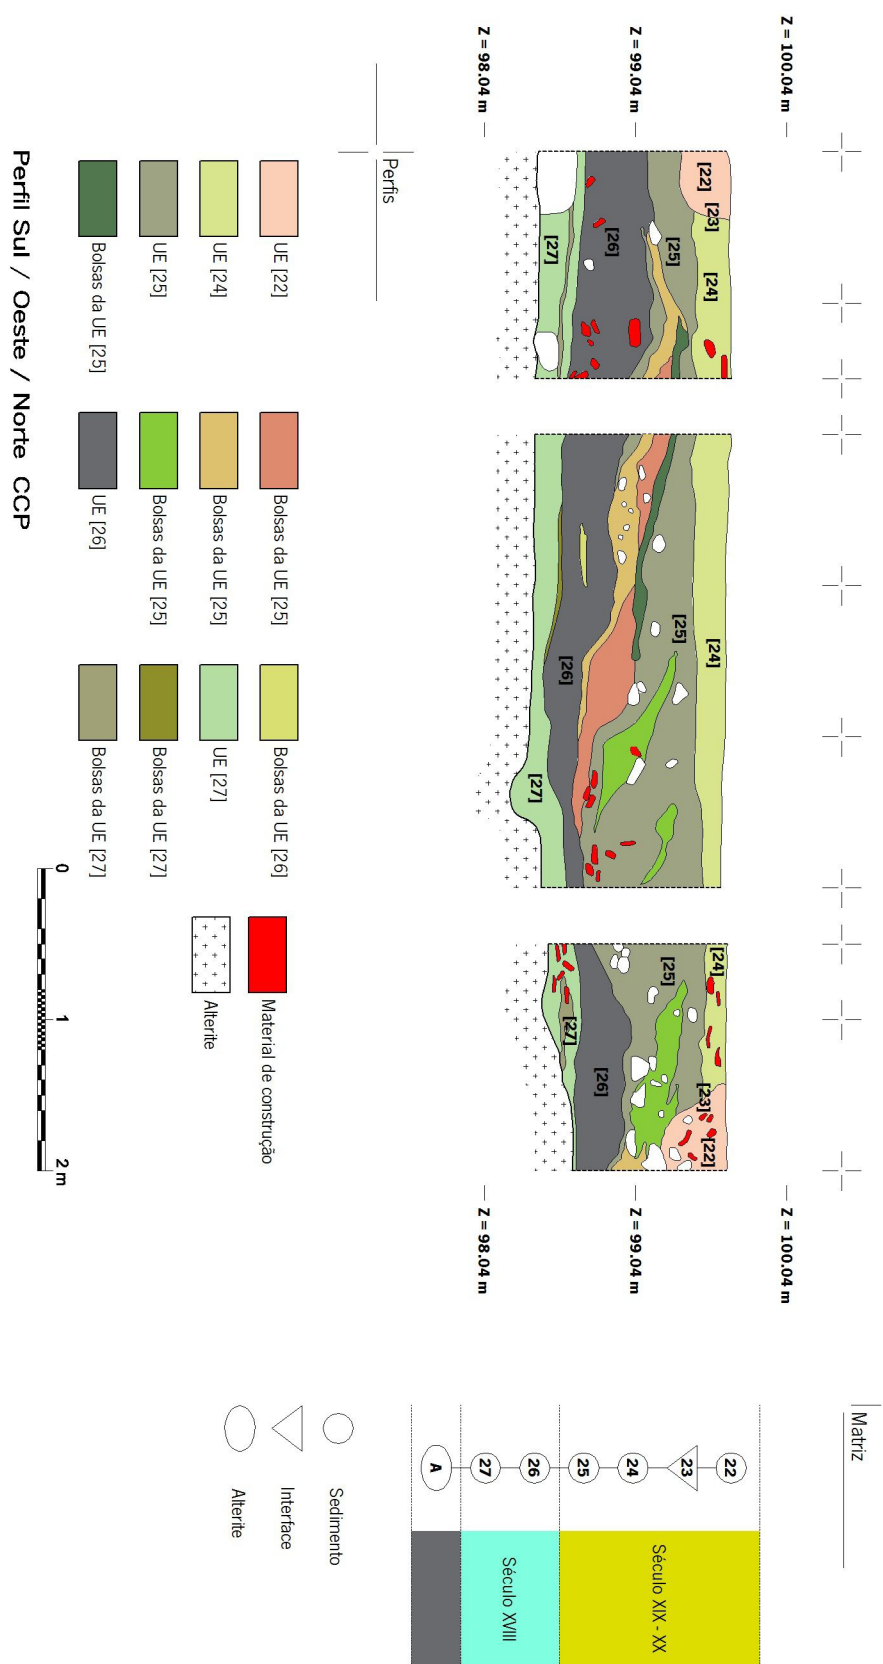 Matriz
Z = 100.04 m
Z = 99.04 m
Z = 98.04 m
Z = 100.04 m
Z = 99.04 m
Z = 98.04 m
[22]
[23]
[24]
[25]
[26]
[27]
[24]
[25]
[26]
[27]
[24]
[25]
[23]
[22]
[26]
[27]
22
23
24
25
26
27
A
Século XIX - XX
Século XVIII
Sedimento
Interface
Alterite
Perfis
UE [22]
UE [24]
UE [25]
Bolsas da UE [25]
Bolsas da UE [25]
Bolsas da UE [25]
Bolsas da UE [25]
UE [26]
Bolsas da UE [26]
UE [27]
Bolsas da UE [27]
Bolsas da UE [27]
Material de construção
Alterite
0 1 2 m
Perfil Sul / Oeste / Norte CCP